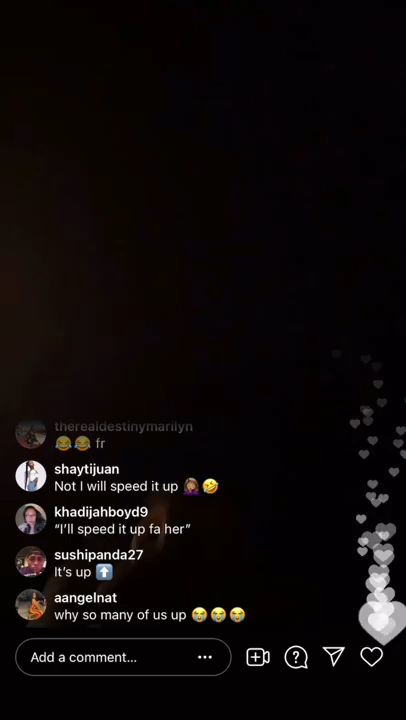 therealdestinymarilyn
😂😂 fr
shaytijuan
Not I will speed it up 🤦🏽‍♀️🤣
khadijahboyd9
“I’ll speed it up fa her”
sushipanda27
It’s up ⬆️
aangelnat
why so many of us up 😭😭😭
Add a comment...